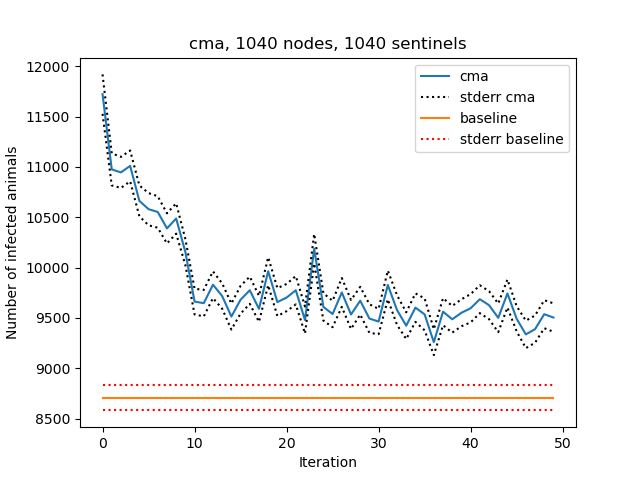 cma, 1040 nodes, 1040 sentinels
cma
stderr cma
baseline
stderr baseline
Number of infected animals
12000
11500
11000
10500
10000
9500
9000
8500
0 10 20 30 40 50
Iteration